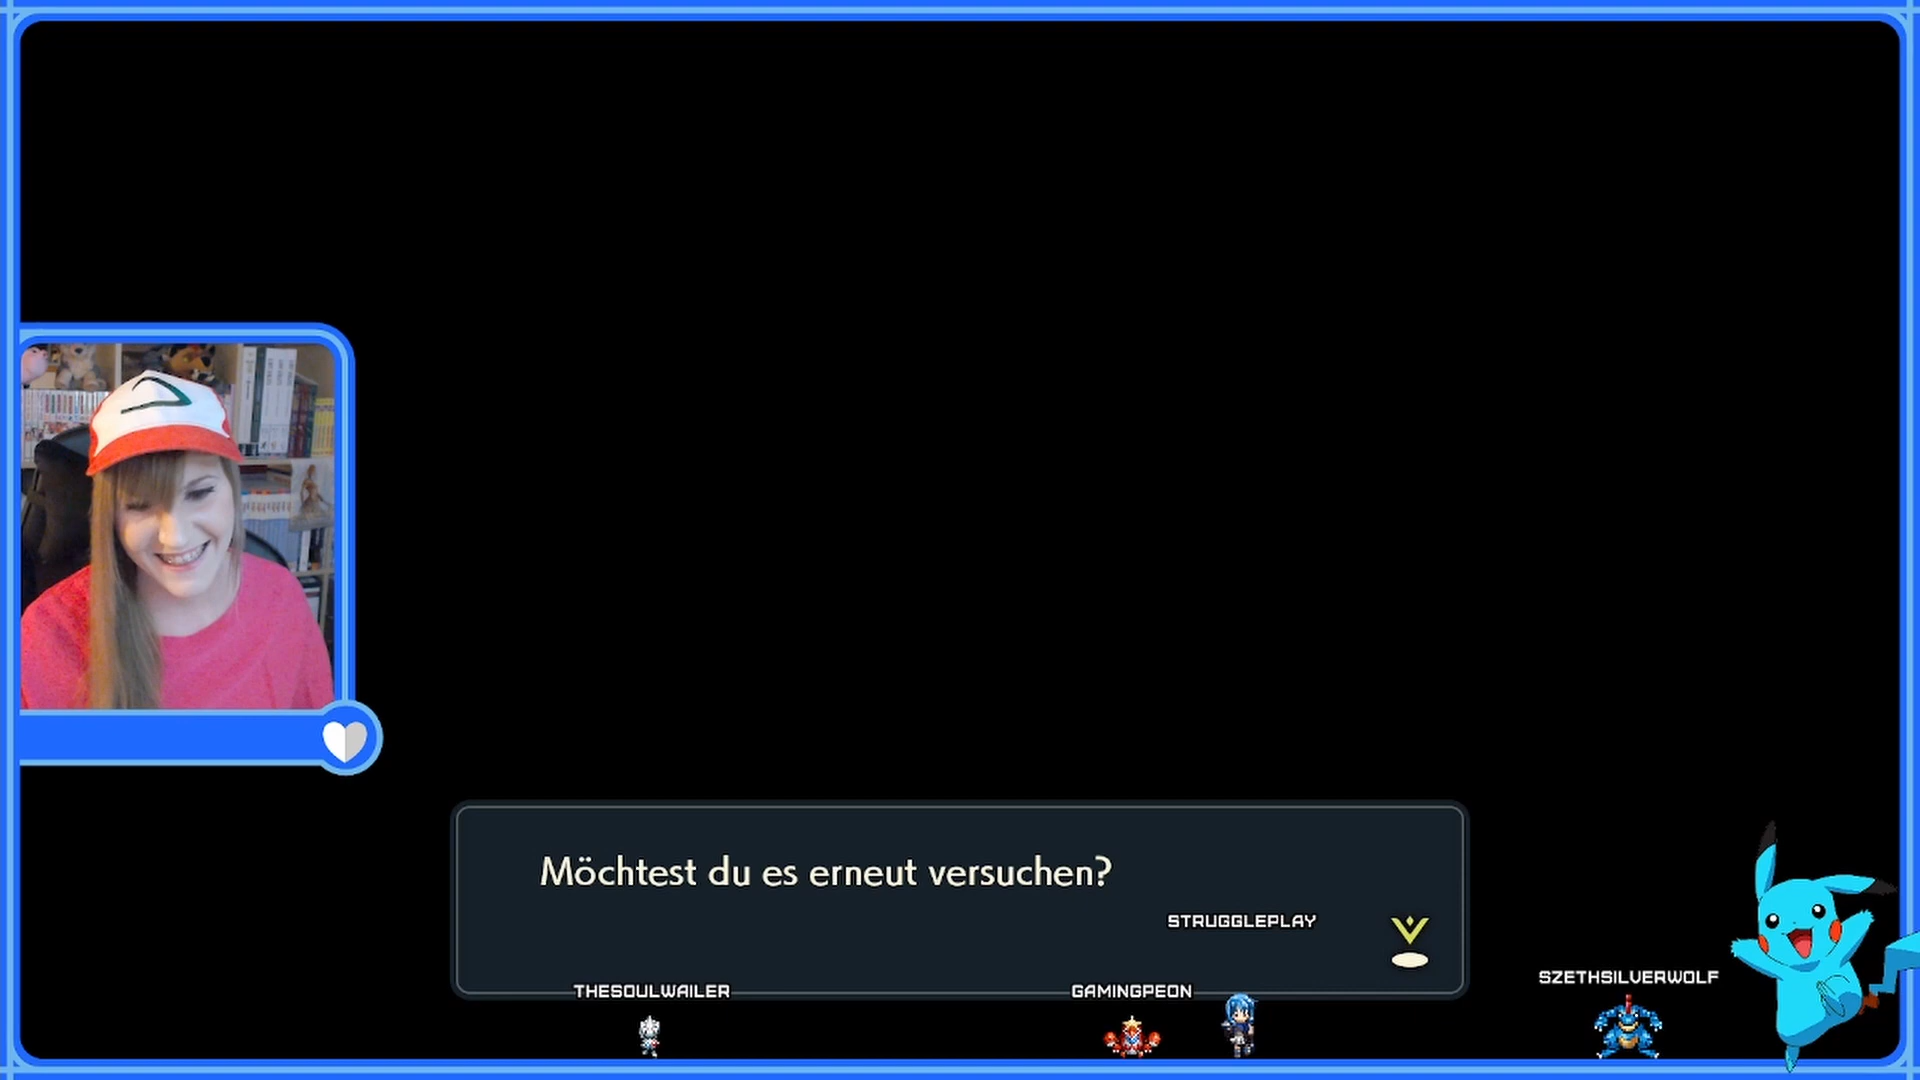 Möchtest du es erneut versuchen?
STRUGGLEPLAY
THESOULWAILER
GAMINGPEON
SZETHSILVERWOLF